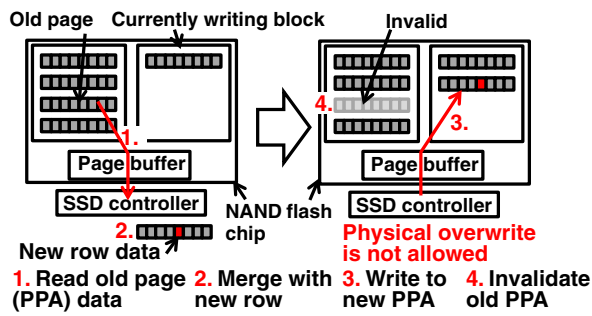 Old page
Currently writing block
Invalid
1.
4.
3.
Page buffer
Page buffer
SSD controller
SSD controller
2.
NAND flash
chip
New row data
Physical overwrite
is not allowed
1. Read old page
(PPA) data
2. Merge with
new row
3. Write to
new PPA
4. Invalidate
old PPA